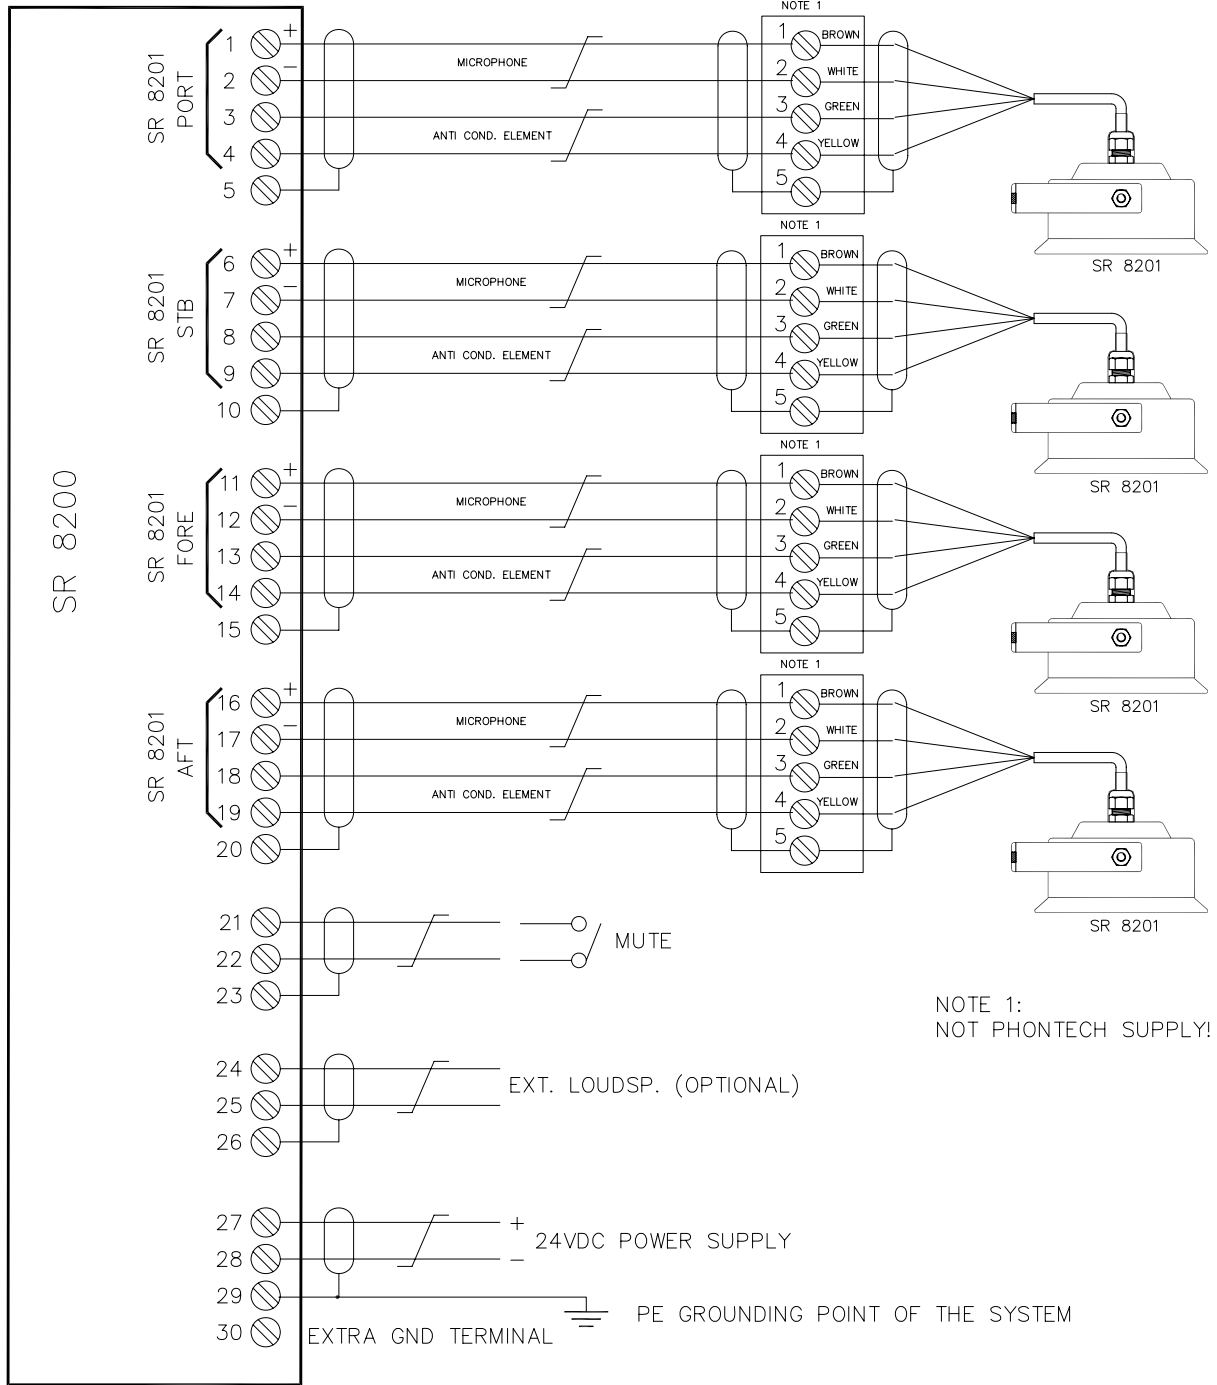 SR 8200
NOTE 1
SR 8201
PORT
1 +
2 −
3
4
5
MICROPHONE
ANTI COND. ELEMENT
1 BROWN
2 WHITE
3 GREEN
4 YELLOW
5
SR 8201
NOTE 1
SR 8201
STB
6 +
7 −
8
9
10
MICROPHONE
ANTI COND. ELEMENT
1 BROWN
2 WHITE
3 GREEN
4 YELLOW
5
SR 8201
NOTE 1
SR 8201
FORE
11 +
12 −
13
14
15
MICROPHONE
ANTI COND. ELEMENT
1 BROWN
2 WHITE
3 GREEN
4 YELLOW
5
SR 8201
NOTE 1
SR 8201
AFT
16 +
17 −
18
19
20
MICROPHONE
ANTI COND. ELEMENT
1 BROWN
2 WHITE
3 GREEN
4 YELLOW
5
SR 8201
21
22
23
MUTE
NOTE 1:
NOT PHONTECH SUPPLY!
24
25
26
EXT. LOUDSP. (OPTIONAL)
27 +
28 −
24VDC POWER SUPPLY
29
PE GROUNDING POINT OF THE SYSTEM
30 EXTRA GND TERMINAL